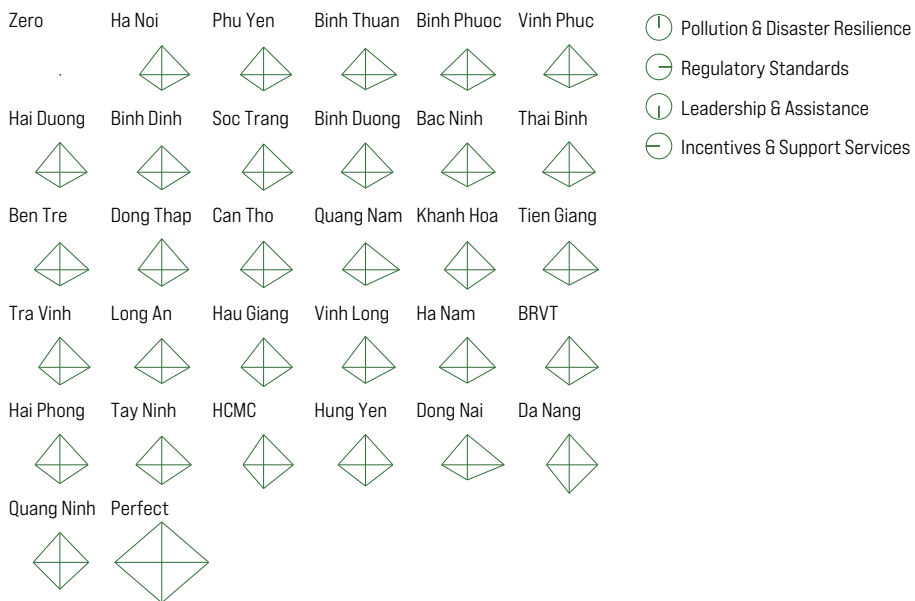 Zero Ha Noi Phu Yen Binh Thuan Binh Phuoc Vinh Phuc
Hai Duong Binh Dinh Soc Trang Binh Duong Bac Ninh Thai Binh
Ben Tre Dong Thap Can Tho Quang Nam Khanh Hoa Tien Giang
Tra Vinh Long An Hau Giang Vinh Long Ha Nam BRVT
Hai Phong Tay Ninh HCMC Hung Yen Dong Nai Da Nang
Quang Ninh Perfect
Pollution & Disaster Resilience
Regulatory Standards
Leadership & Assistance
Incentives & Support Services